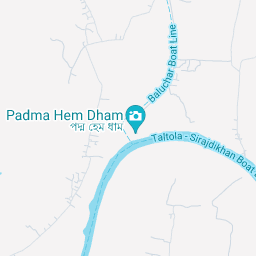 Baluchar Boat Line
Padma Hem Dham
পদ্ম হেম ধাম
Taltola - Sirajdikhan Boat L